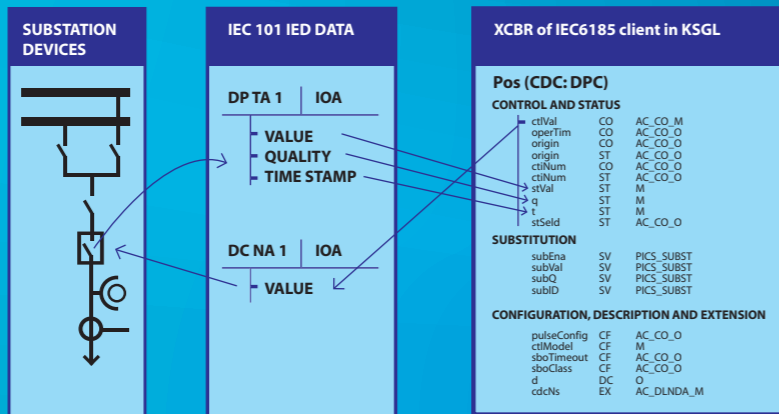 SUBSTATION
DEVICES
IEC 101 IED DATA
DP TA 1 IOA
VALUE
QUALITY
TIME STAMP
DC NA 1 IOA
VALUE
XCBR of IEC6185 client in KSGL
Pos (CDC: DPC)
CONTROL AND STATUS
ctlVal CO AC_CO_M
operTim CO AC_CO_O
origin CO AC_CO_O
origin ST AC_CO_O
ctiNum CO AC_CO_O
ctiNum ST AC_CO_O
stVal ST M
q ST M
t ST M
stSeld ST AC_CO_O
SUBSTITUTION
subEna SV PICS_SUBST
subVal SV PICS_SUBST
subQ SV PICS_SUBST
subID SV PICS_SUBST
CONFIGURATION, DESCRIPTION AND EXTENSION
pulseConfig CF AC_CO_O
ctlModel CF M
sboTimeout CF AC_CO_O
sboClass CF AC_CO_O
d DC O
cdcNs EX AC_DLNDA_M